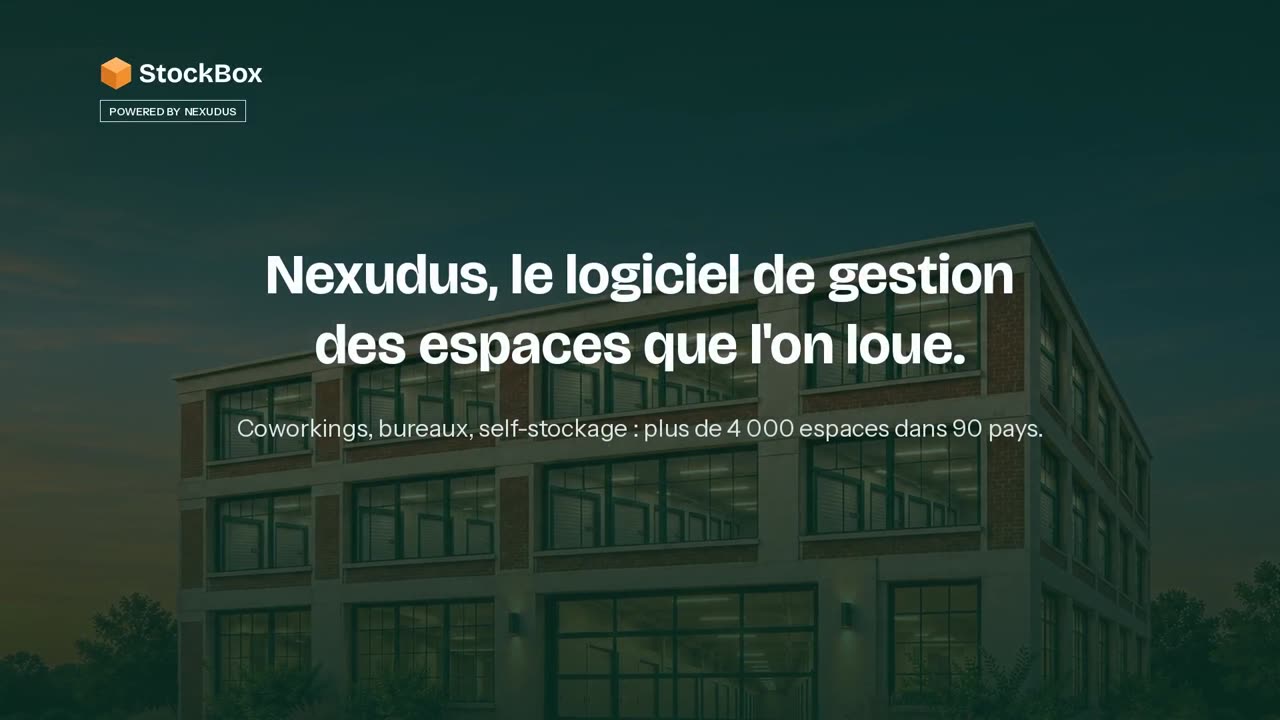 StockBox
POWERED BY NEXUDUS
Nexudus, le logiciel de gestion
des espaces que l'on loue.
Coworkings, bureaux, self-stockage : plus de 4 000 espaces dans 90 pays.